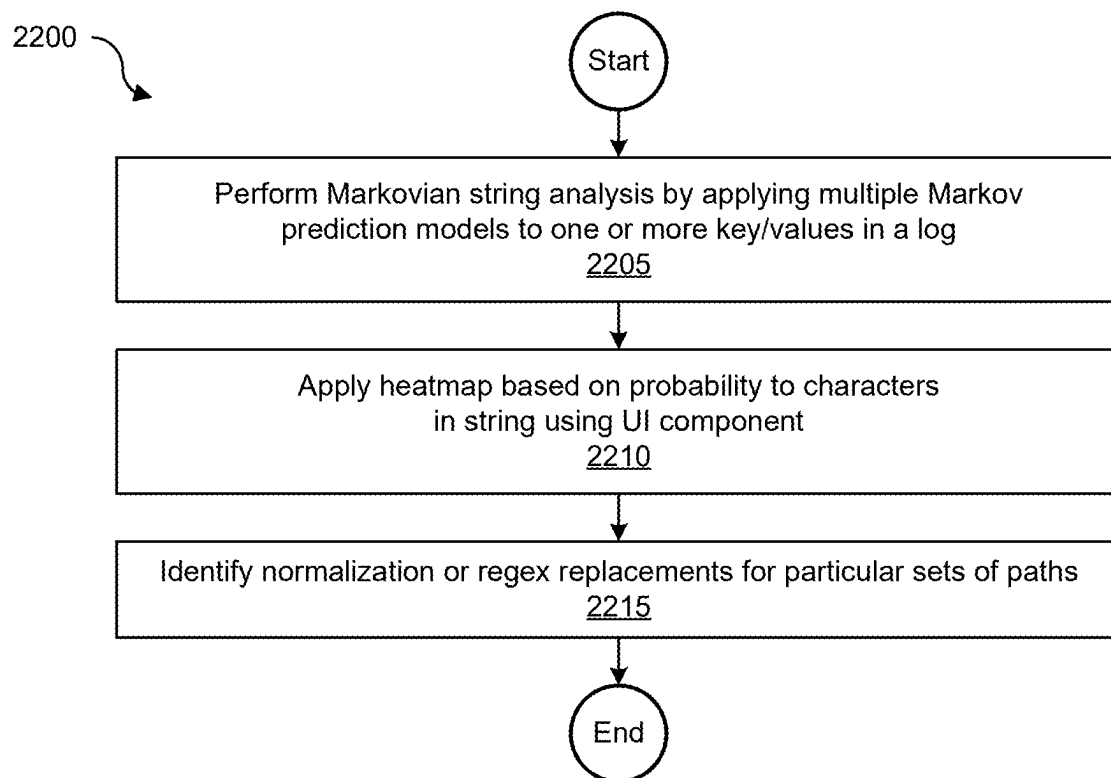 2200
Start
Perform Markovian string analysis by applying multiple Markov
prediction models to one or more key/values in a log
2205
Apply heatmap based on probability to characters
in string using UI component
2210
Identify normalization or regex replacements for particular sets of paths
2215
End